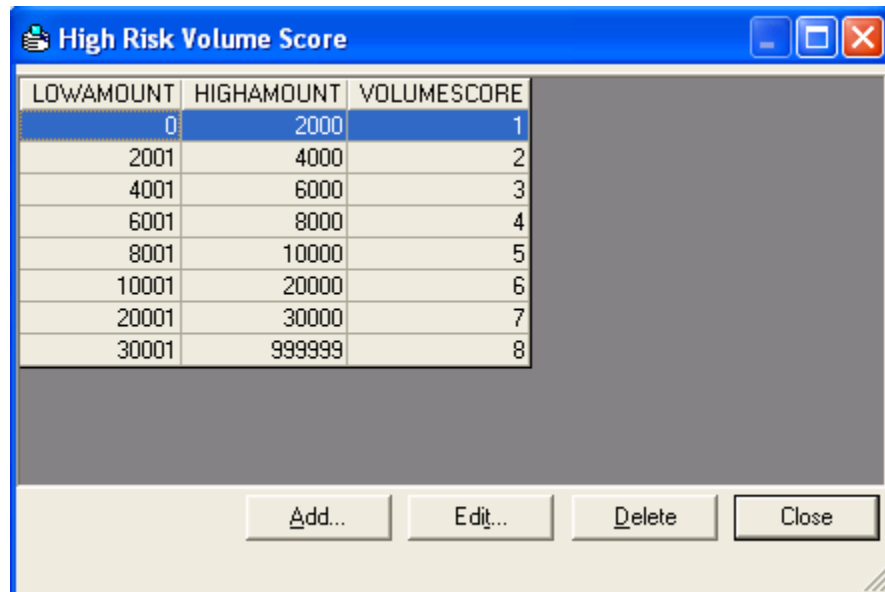 High Risk Volume Score
LOWAMOUNT HIGHAMOUNT VOLUMESCORE
0 2000 1
2001 4000 2
4001 6000 3
6001 8000 4
8001 10000 5
10001 20000 6
20001 30000 7
30001 999999 8
Add... Edit... Delete Close